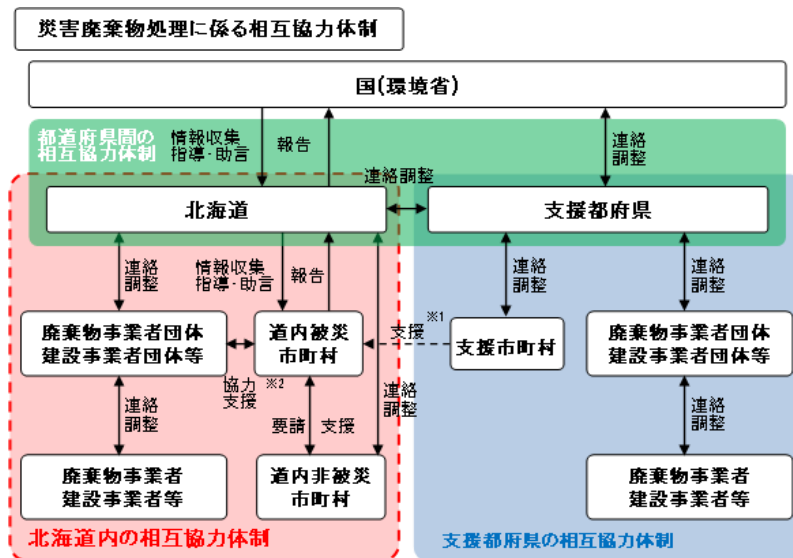 災害廃棄物処理に係る相互協力体制
国(環境省)
都道府県間の
相互協力体制
情報収集
指導・助言
報告
連絡
調整
連絡調整
北海道
支援都府県
連絡
調整
情報収集
指導・助言
報告
連絡
調整
連絡
調整
廃棄物事業者団体
建設事業者団体等
道内被災
市町村
支援※1
支援市町村
廃棄物事業者団体
建設事業者団体等
協力※2
支援
連絡
調整
連絡
調整
要請
支援
連絡
調整
廃棄物事業者
建設事業者等
道内非被災
市町村
廃棄物事業者
建設事業者等
北海道内の相互協力体制
支援都府県の相互協力体制